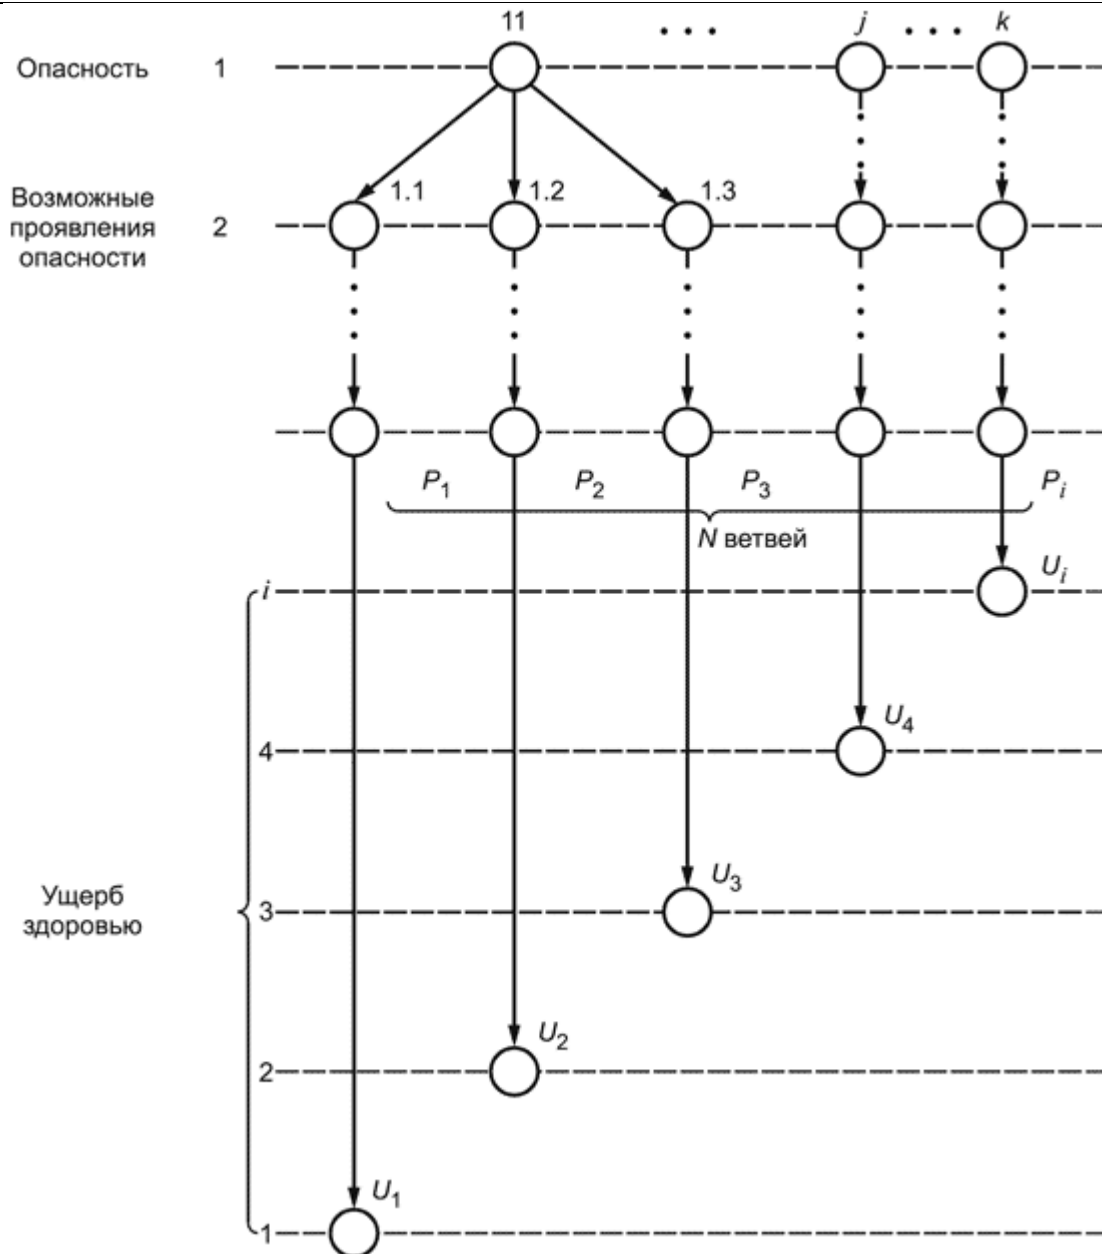 11 . . . j . . . k
Опасность 1
1.1 1.2 1.3
Возможные
проявления 2
опасности
P1 P2 P3 Pi
N ветвей
i Ui
4 U4
U3
Ущерб
здоровью
3
U2
2
U1
1